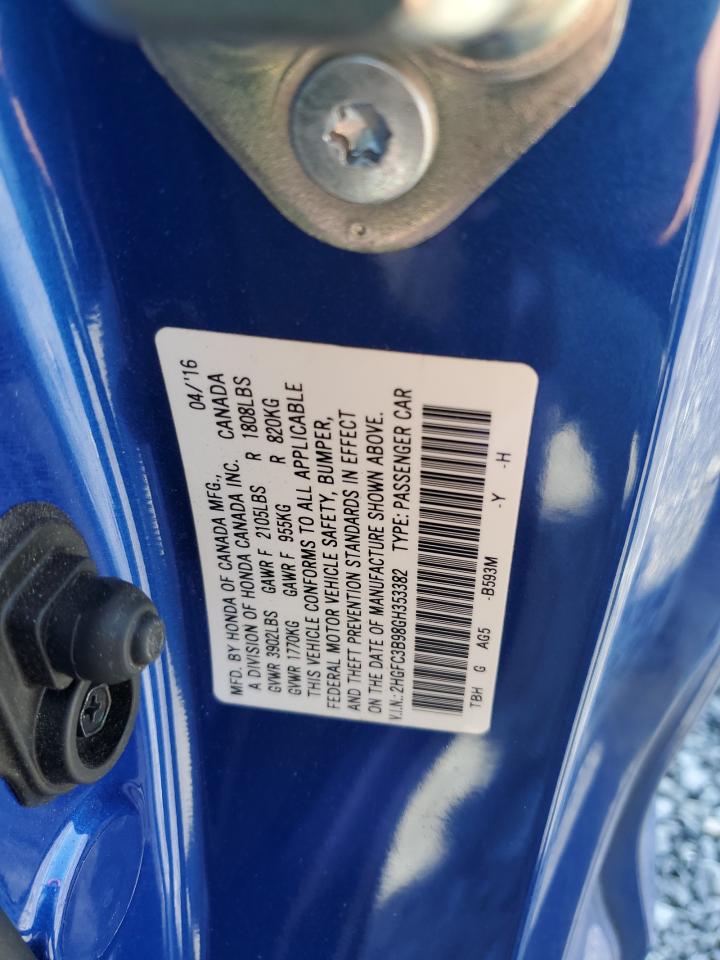 MFD. BY HONDA OF CANADA MFG., 04/'16
A DIVISION OF HONDA CANADA INC. CANADA
GVWR 3902LBS GAWR F 2105LBS R 1808LBS
GVWR 1770KG GAWR F 955KG R 820KG
THIS VEHICLE CONFORMS TO ALL APPLICABLE
FEDERAL MOTOR VEHICLE SAFETY, BUMPER,
AND THEFT PREVENTION STANDARDS IN EFFECT
ON THE DATE OF MANUFACTURE SHOWN ABOVE.
V.I.N.: 2HGFC3B98GH353382 TYPE: PASSENGER CAR
TBH G AG5 -B593M -Y -H